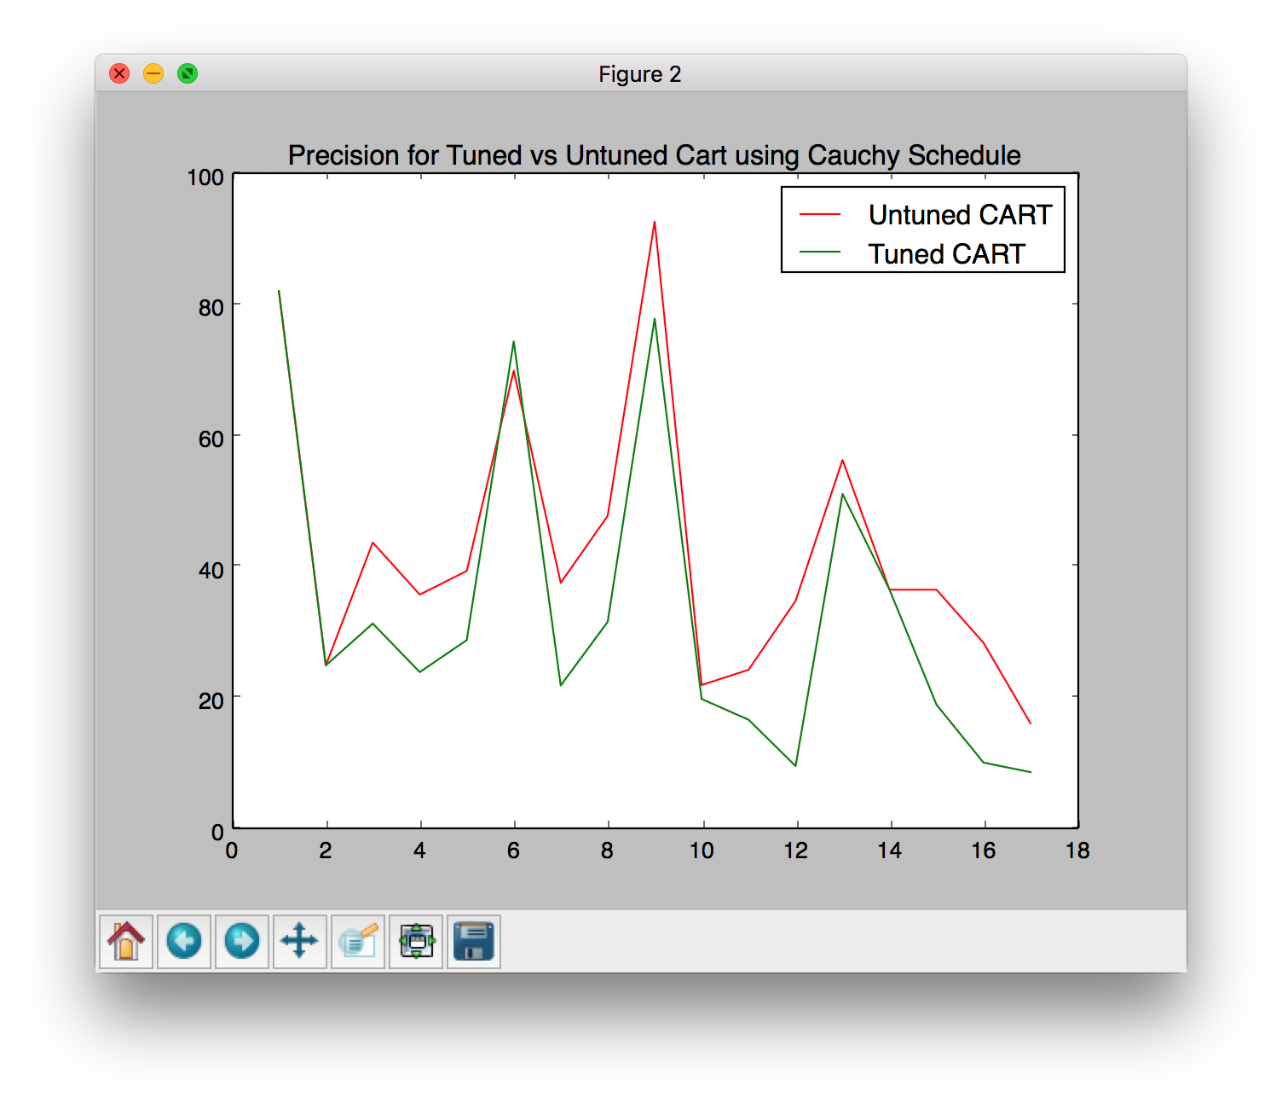 Figure 2
Precision for Tuned vs Untuned Cart using Cauchy Schedule
100
80
60
40
20
0
Untuned CART
Tuned CART
0 2 4 6 8 10 12 14 16 18